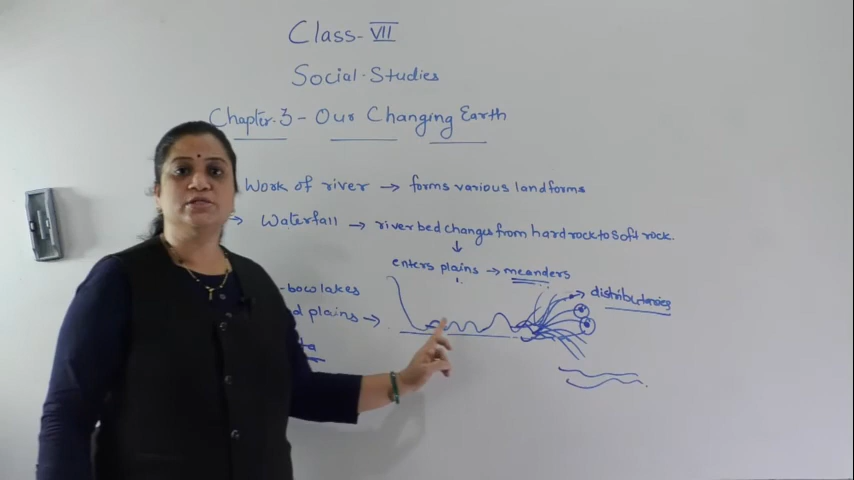 Class-VII
Social-Studies
Chapter-3- Our Changing Earth
Work of river → forms various landforms
→ Waterfall → river bed changes from hard rock to soft rock.
↓
enters plains → meanders
→ distributaries
-bow lakes
plains →